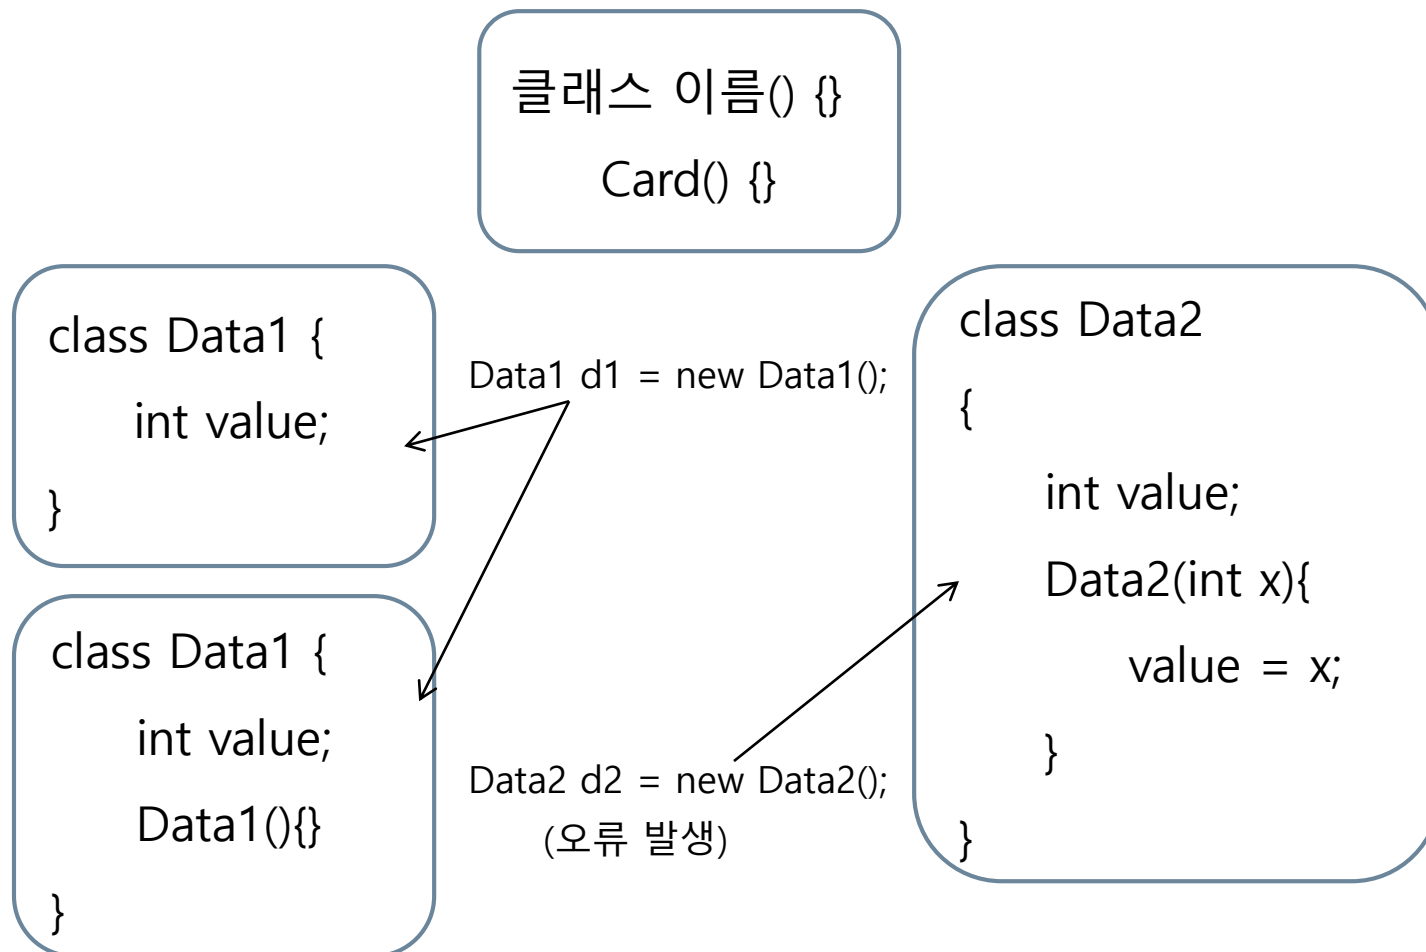 클래스 이름() {}
Card() {}
class Data1 {
int value;
}
Data1 d1 = new Data1();
class Data1 {
int value;
Data1(){}
}
Data2 d2 = new Data2();
(오류 발생)
class Data2
{
int value;
Data2(int x){
value = x;
}
}